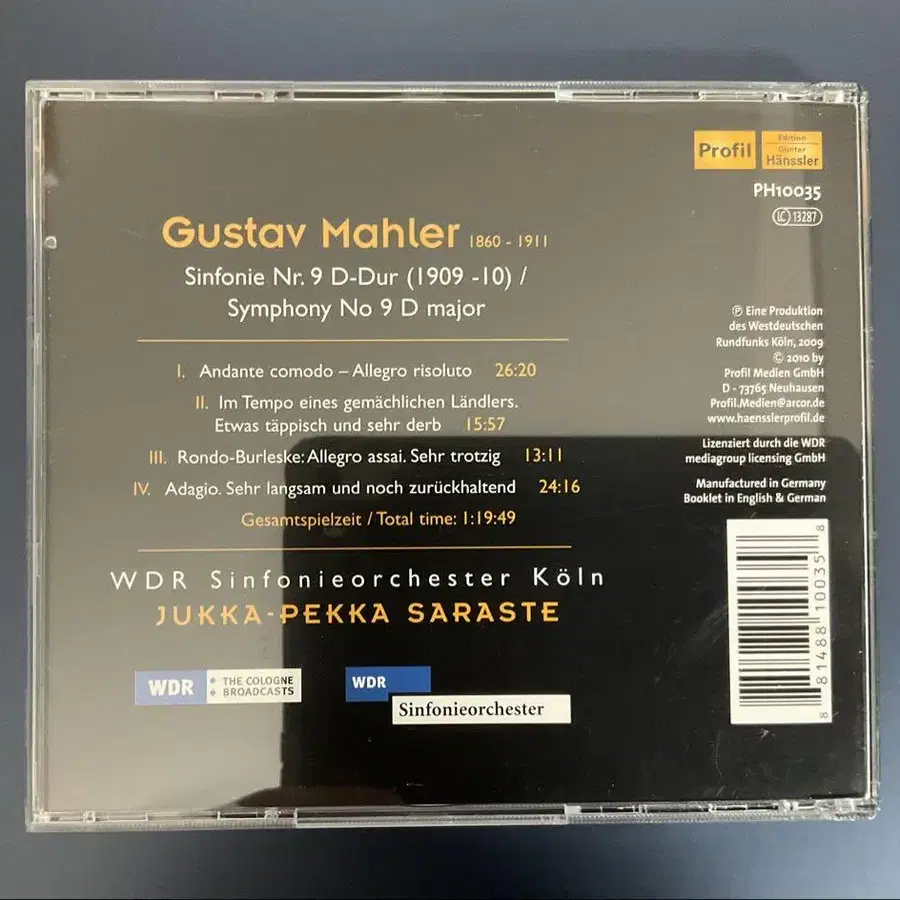 Profil
Edition
Günter
Hänssler
PH10035
LC 13287
Gustav Mahler 1860 - 1911
Sinfonie Nr. 9 D-Dur (1909 -10) /
Symphony No 9 D major
I. Andante comodo – Allegro risoluto 26:20
II. Im Tempo eines gemächlichen Ländlers.
Etwas täppisch und sehr derb 15:57
III. Rondo-Burleske: Allegro assai. Sehr trotzig 13:11
IV. Adagio. Sehr langsam und noch zurückhaltend 24:16
Gesamtspielzeit / Total time: 1:19:49
WDR Sinfonieorchester Köln
JUKKA-PEKKA SARASTE
WDR THE COLOGNE
BROADCASTS
WDR
Sinfonieorchester
℗ Eine Produktion
des Westdeutschen
Rundfunks Köln, 2009
© 2010 by
Profil Medien GmbH
D - 73765 Neuhausen
Profil.Medien@arcor.de
www.haensslerprofil.de
Lizenziert durch die WDR
mediagroup licensing GmbH
Manufactured in Germany
Booklet in English & German
8 81488 10035 8